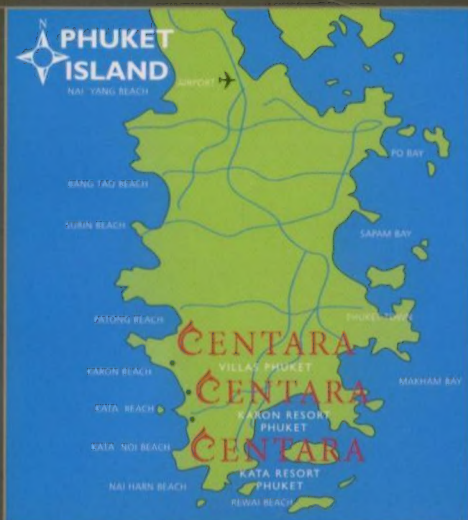 N
PHUKET
ISLAND
NAI YANG BEACH
AIRPORT
PO BAY
BANG TAO BEACH
SURIN BEACH
SAPAM BAY
PATONG BEACH
PHUKET TOWN
CENTARA
VILLAS PHUKET
KARON BEACH
MAKHAM BAY
CENTARA
KATA BEACH
KARON RESORT
PHUKET
CENTARA
KATA NOI BEACH
KATA RESORT
PHUKET
NAI HARN BEACH
REWAI BEACH